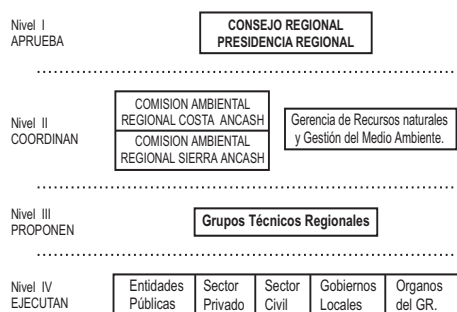 Nivel I
APRUEBA
CONSEJO REGIONAL
PRESIDENCIA REGIONAL
Nivel II
COORDINAN
COMISION AMBIENTAL
REGIONAL COSTA ANCASH
COMISION AMBIENTAL
REGIONAL SIERRA ANCASH
Gerencia de Recursos naturales
y Gestión del Medio Ambiente.
Nivel III
PROPONEN
Grupos Técnicos Regionales
Nivel IV
EJECUTAN
Entidades
Públicas
Sector
Privado
Sector
Civil
Gobiernos
Locales
Organos
del GR.